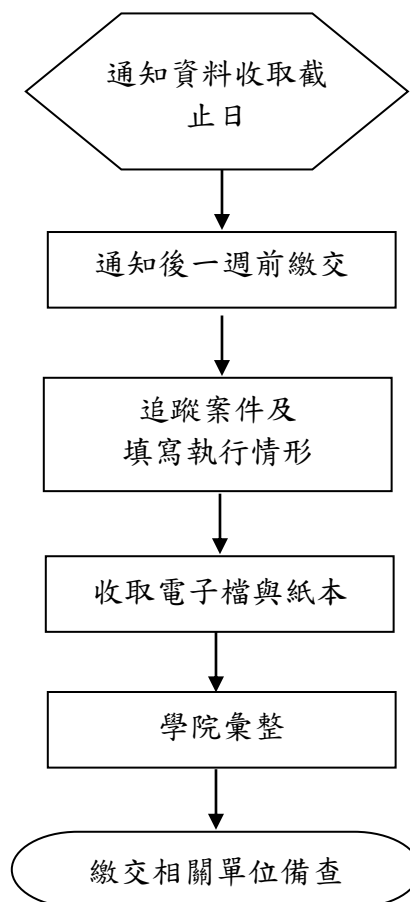 通知資料收取截
止日
通知後一週前繳交
追蹤案件及
填寫執行情形
收取電子檔與紙本
學院彙整
繳交相關單位備查